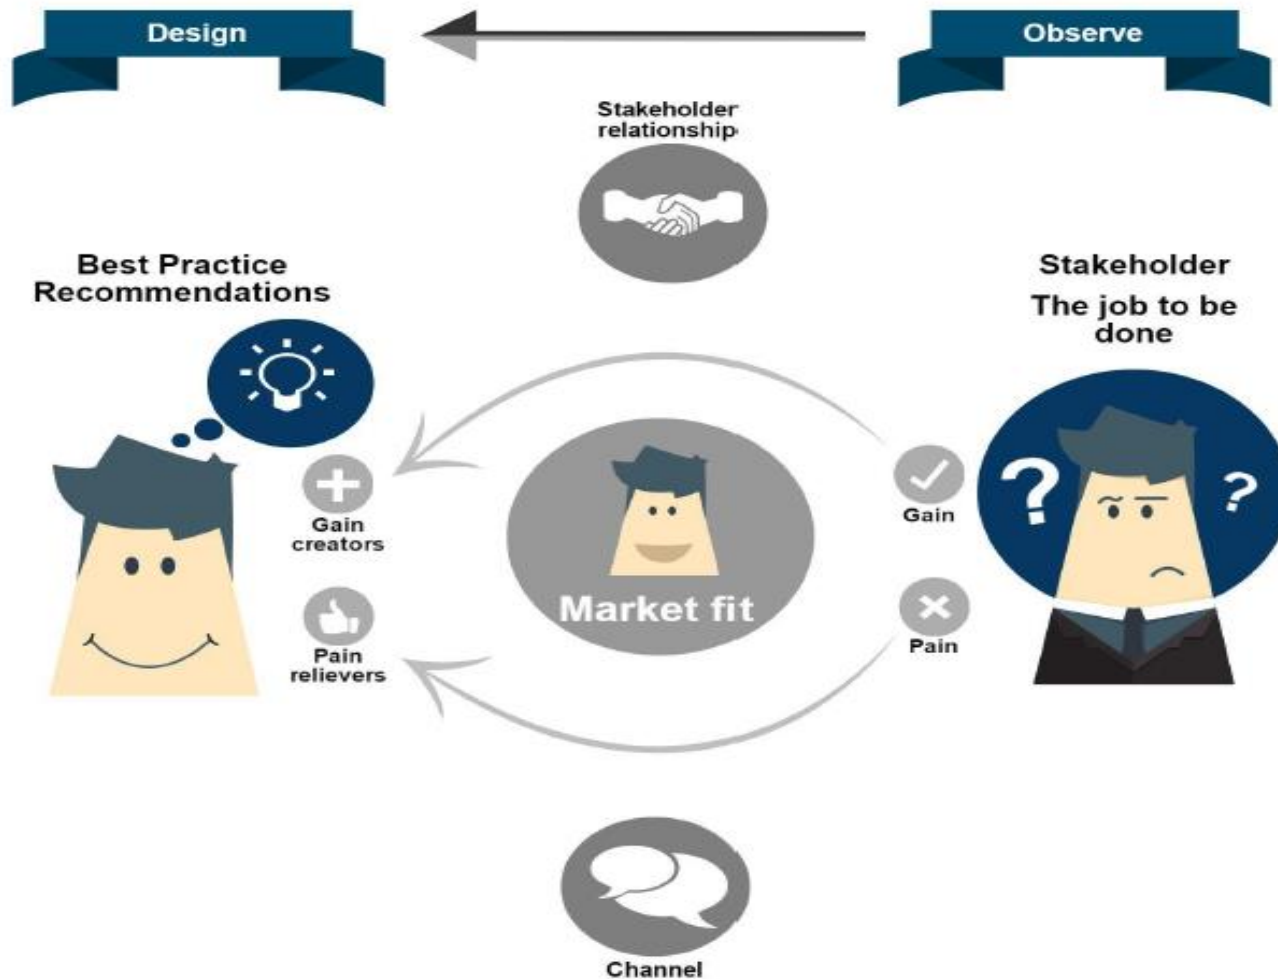 Design
Observe
Stakeholder
relationship
Best Practice
Recommendations
Stakeholder
The job to be
done
?
?
Gain
creators
Gain
Market fit
Pain
relievers
Pain
Channel